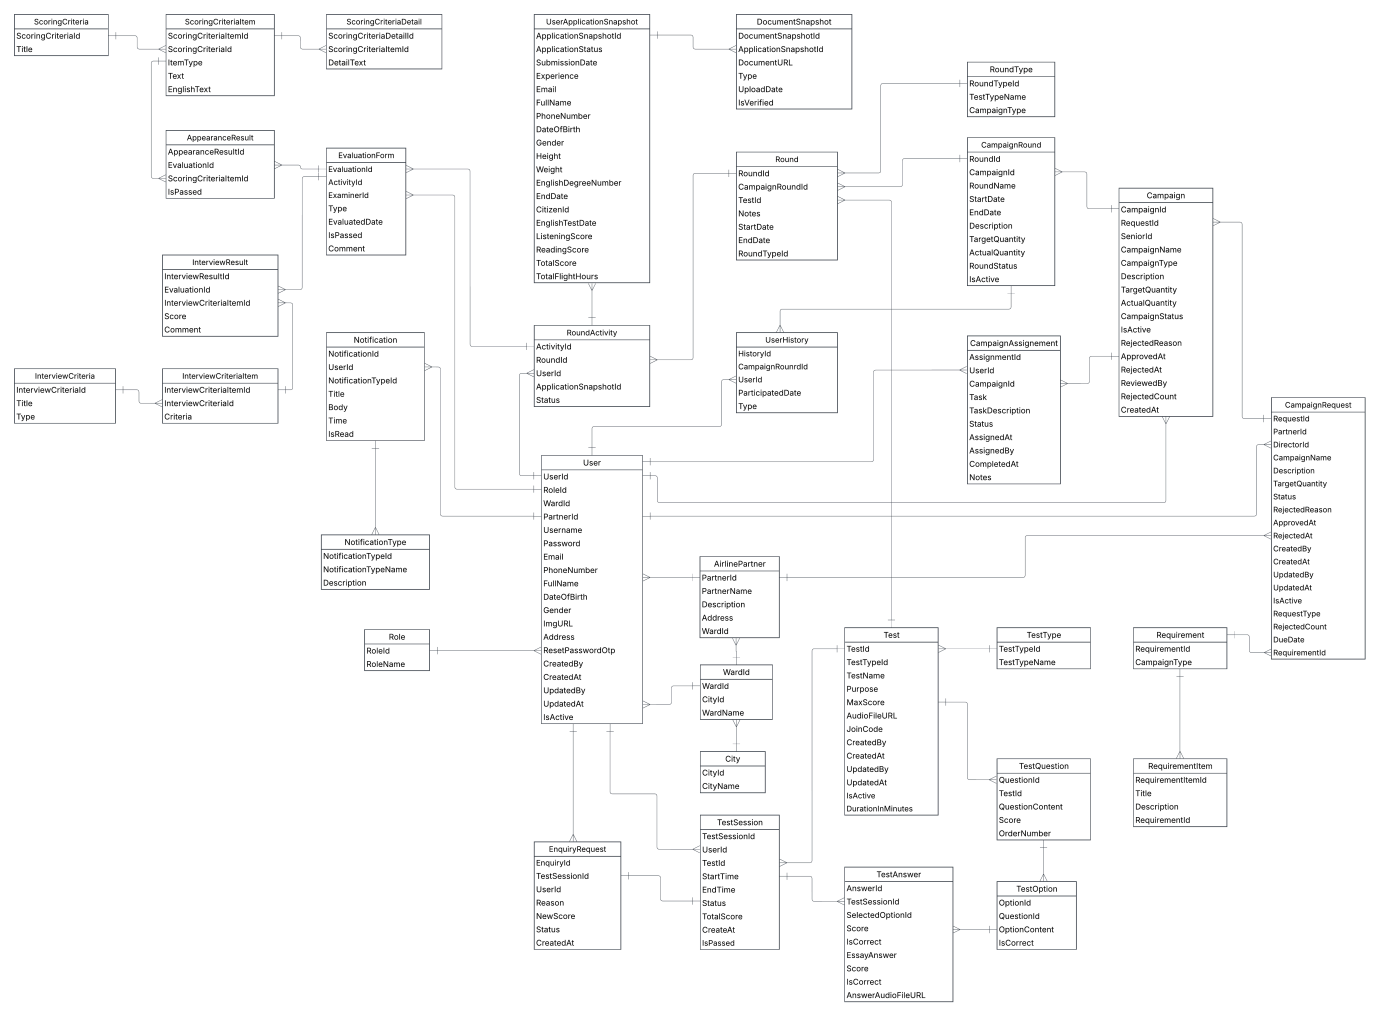 ScoringCriteria
ScoringCriteriaId
Title
ScoringCriteriaItem
ScoringCriteriaItemId
ScoringCriteriaId
ItemType
Text
EnglishText
ScoringCriteriaDetail
ScoringCriteriaDetailId
ScoringCriteriaItemId
DetailText
UserApplicationSnapshot
ApplicationSnapshotId
ApplicationStatus
SubmissionDate
Experience
Email
FullName
PhoneNumber
DateOfBirth
Gender
Height
Weight
EnglishDegreeNumber
EndDate
CitizenId
EnglishTestDate
ListeningScore
ReadingScore
TotalScore
TotalFlightHours
DocumentSnapshot
DocumentSnapshotId
ApplicationSnapshotId
DocumentURL
Type
UploadDate
IsVerified
RoundType
RoundTypeId
TestTypeName
CampaignType
AppearanceResult
AppearanceResultId
EvaluationId
ScoringCriteriaItemId
IsPassed
EvaluationForm
EvaluationId
ActivityId
ExaminerId
Type
EvaluatedDate
IsPassed
Comment
Round
RoundId
CampaignRoundId
TestId
Notes
StartDate
EndDate
RoundTypeId
CampaignRound
RoundId
CampaignId
RoundName
StartDate
EndDate
Description
TargetQuantity
ActualQuantity
RoundStatus
IsActive
Campaign
CampaignId
RequestId
SeniorId
CampaignName
CampaignType
Description
TargetQuantity
ActualQuantity
CampaignStatus
IsActive
RejectedReason
ApprovedAt
RejectedAt
ReviewedBy
RejectedCount
CreatedAt
InterviewResult
InterviewResultId
EvaluationId
InterviewCriteriaItemId
Score
Comment
Notification
NotificationId
UserId
NotificationTypeId
Title
Body
Time
IsRead
RoundActivity
ActivityId
RoundId
UserId
ApplicationSnapshotId
Status
UserHistory
HistoryId
CampaignRounrdId
UserId
ParticipatedDate
Type
CampaignAssignement
AssignmentId
UserId
CampaignId
Task
TaskDescription
Status
AssignedAt
AssignedBy
CompletedAt
Notes
InterviewCriteria
InterviewCriteriaId
Title
Type
InterviewCriteriaItem
InterviewCriteriaItemId
InterviewCriteriaId
Criteria
CampaignRequest
RequestId
PartnerId
DirectorId
CampaignName
Description
TargetQuantity
Status
RejectedReason
ApprovedAt
RejectedAt
CreatedBy
CreatedAt
UpdatedBy
UpdatedAt
IsActive
RequestType
RejectedCount
DueDate
RequirementId
User
UserId
RoleId
WardId
PartnerId
Username
Password
Email
PhoneNumber
FullName
DateOfBirth
Gender
ImgURL
Address
ResetPasswordOtp
CreatedBy
CreatedAt
UpdatedBy
UpdatedAt
IsActive
NotificationType
NotificationTypeId
NotificationTypeName
Description
AirlinePartner
PartnerId
PartnerName
Description
Address
WardId
Role
RoleId
RoleName
WardId
WardId
CityId
WardName
City
CityId
CityName
Test
TestId
TestTypeId
TestName
Purpose
MaxScore
AudioFileURL
JoinCode
CreatedBy
CreatedAt
UpdatedBy
UpdatedAt
IsActive
DurationInMinutes
TestType
TestTypeId
TestTypeName
Requirement
RequirementId
CampaignType
TestQuestion
QuestionId
TestId
QuestionContent
Score
OrderNumber
RequirementItem
RequirementItemId
Title
Description
RequirementId
EnquiryRequest
EnquiryId
TestSessionId
UserId
Reason
NewScore
Status
CreatedAt
TestSession
TestSessionId
UserId
TestId
StartTime
EndTime
Status
TotalScore
CreateAt
IsPassed
TestAnswer
AnswerId
TestSessionId
SelectedOptionId
Score
IsCorrect
EssayAnswer
Score
IsCorrect
AnswerAudioFileURL
TestOption
OptionId
QuestionId
OptionContent
IsCorrect